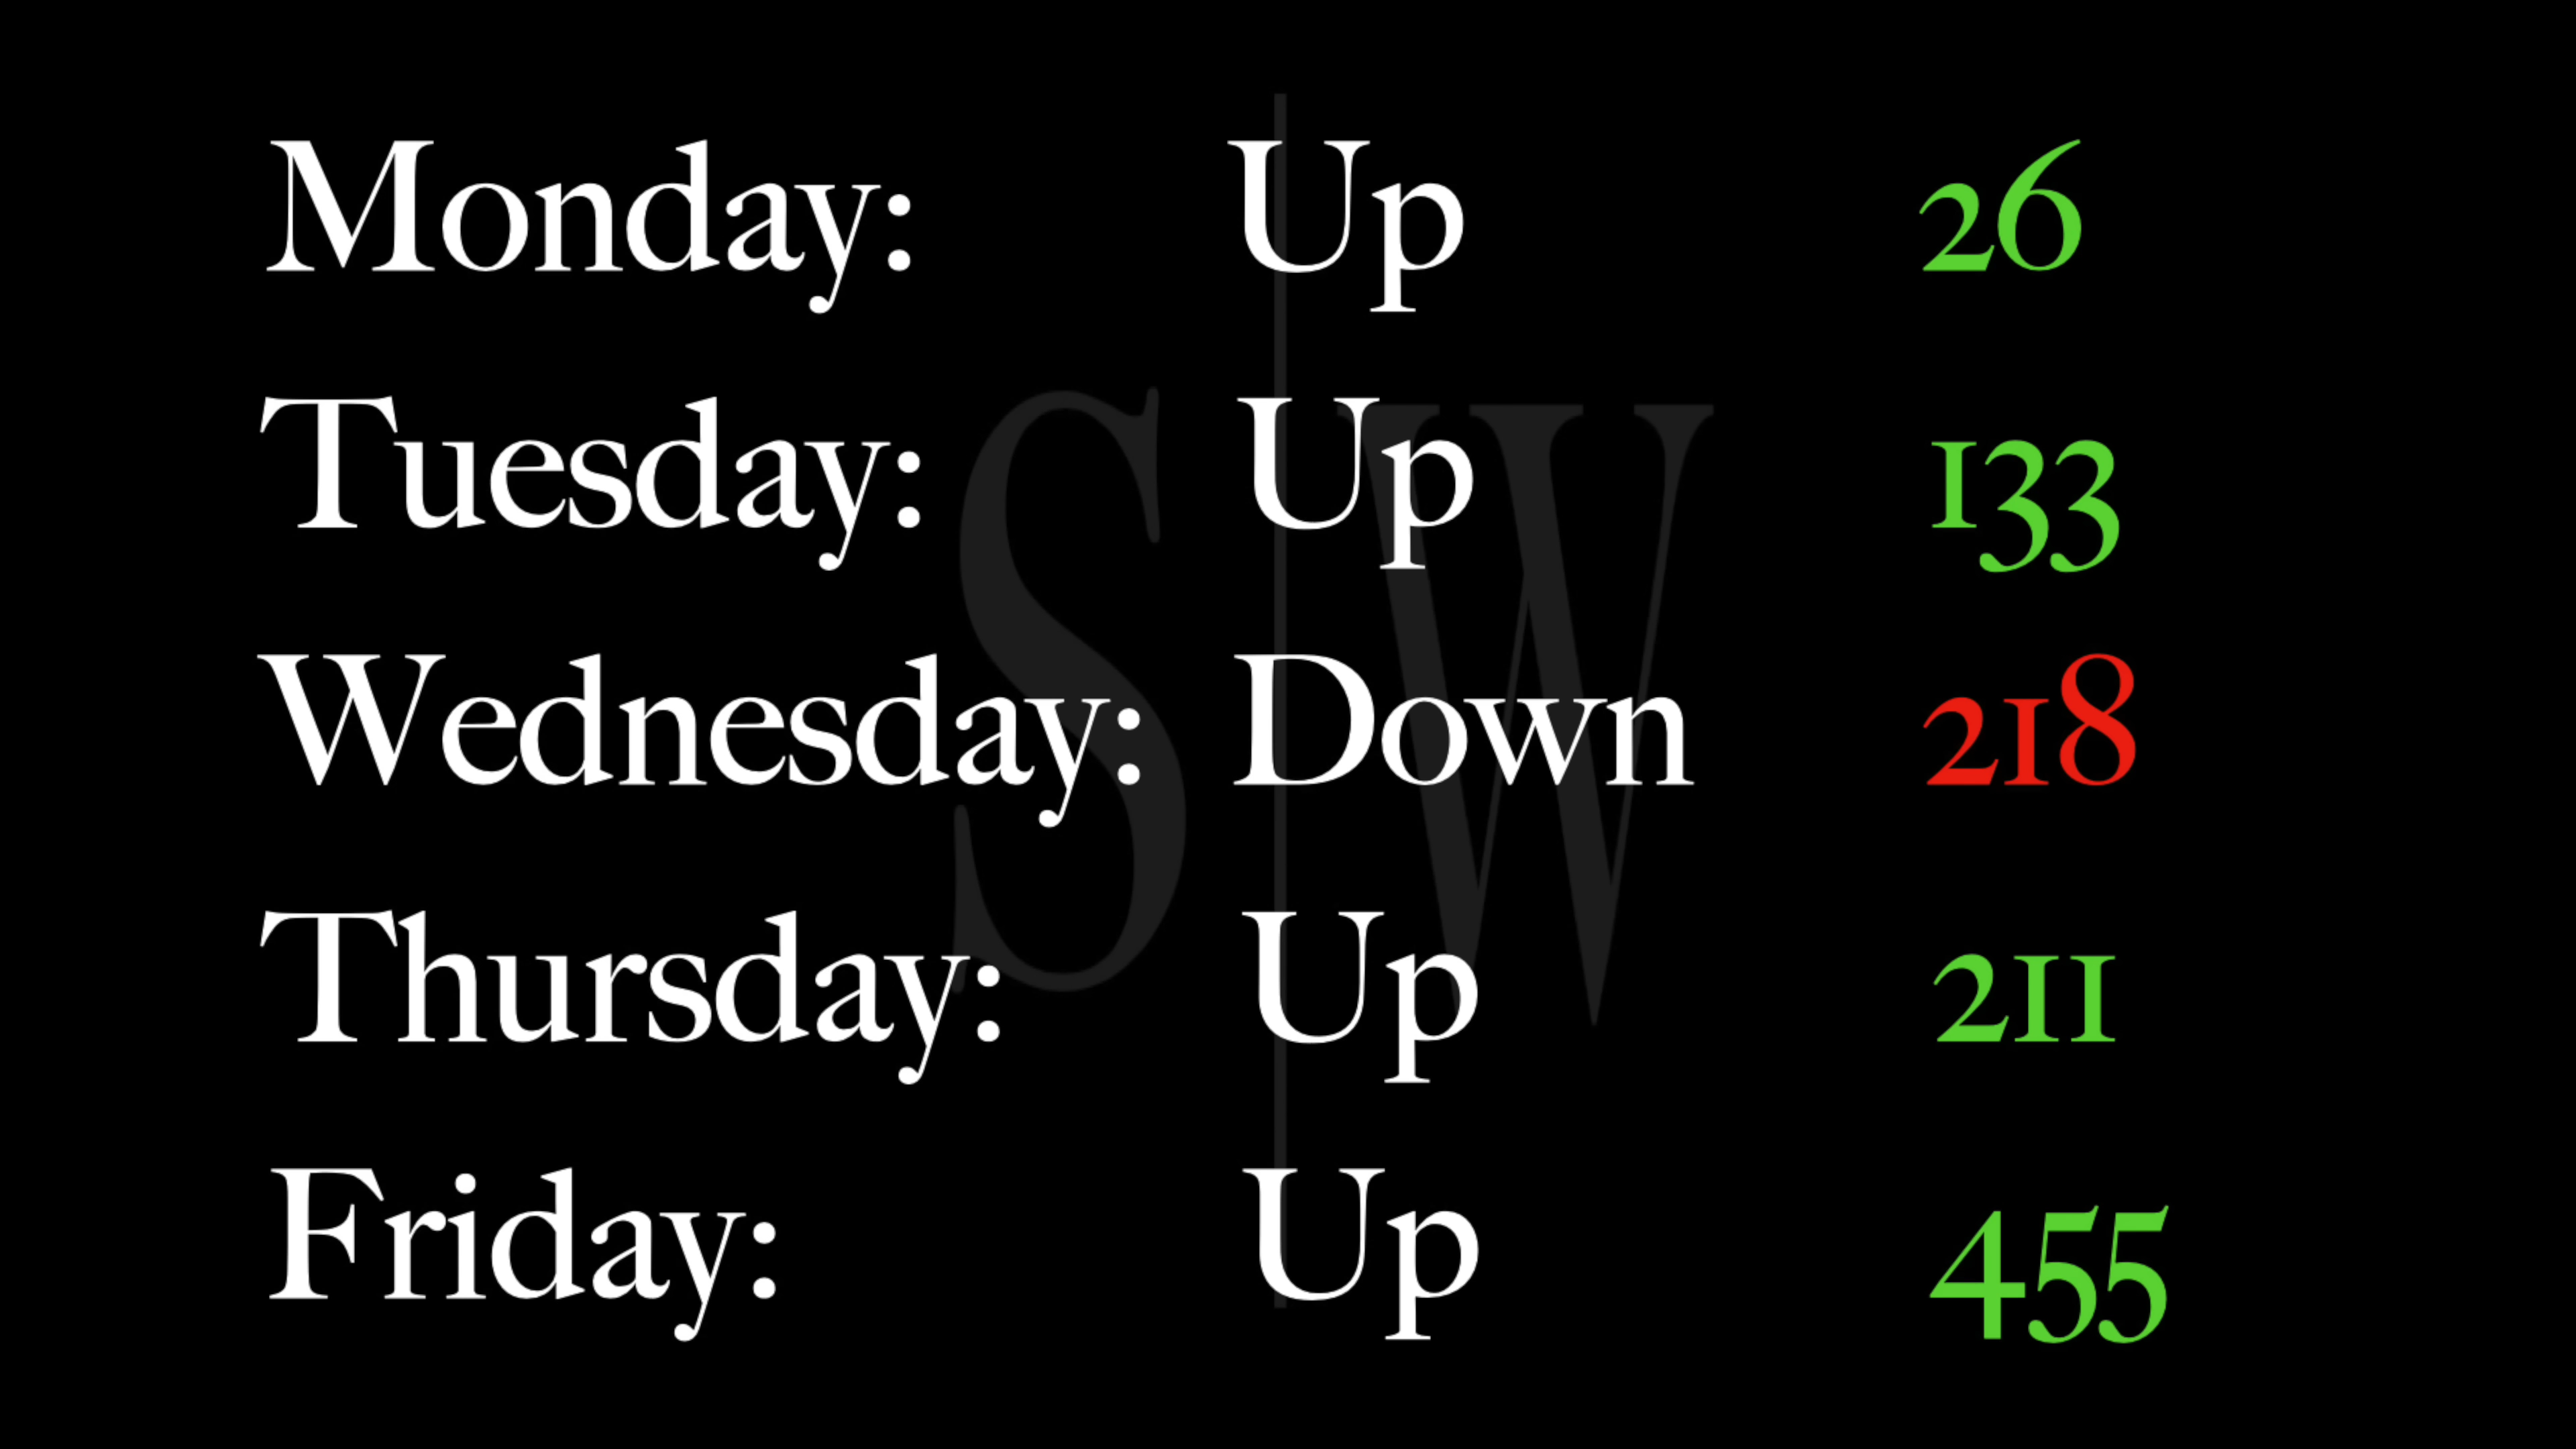 Monday: Up 26
Tuesday: Up 133
Wednesday: Down 218
Thursday: Up 211
Friday: Up 455
S|W